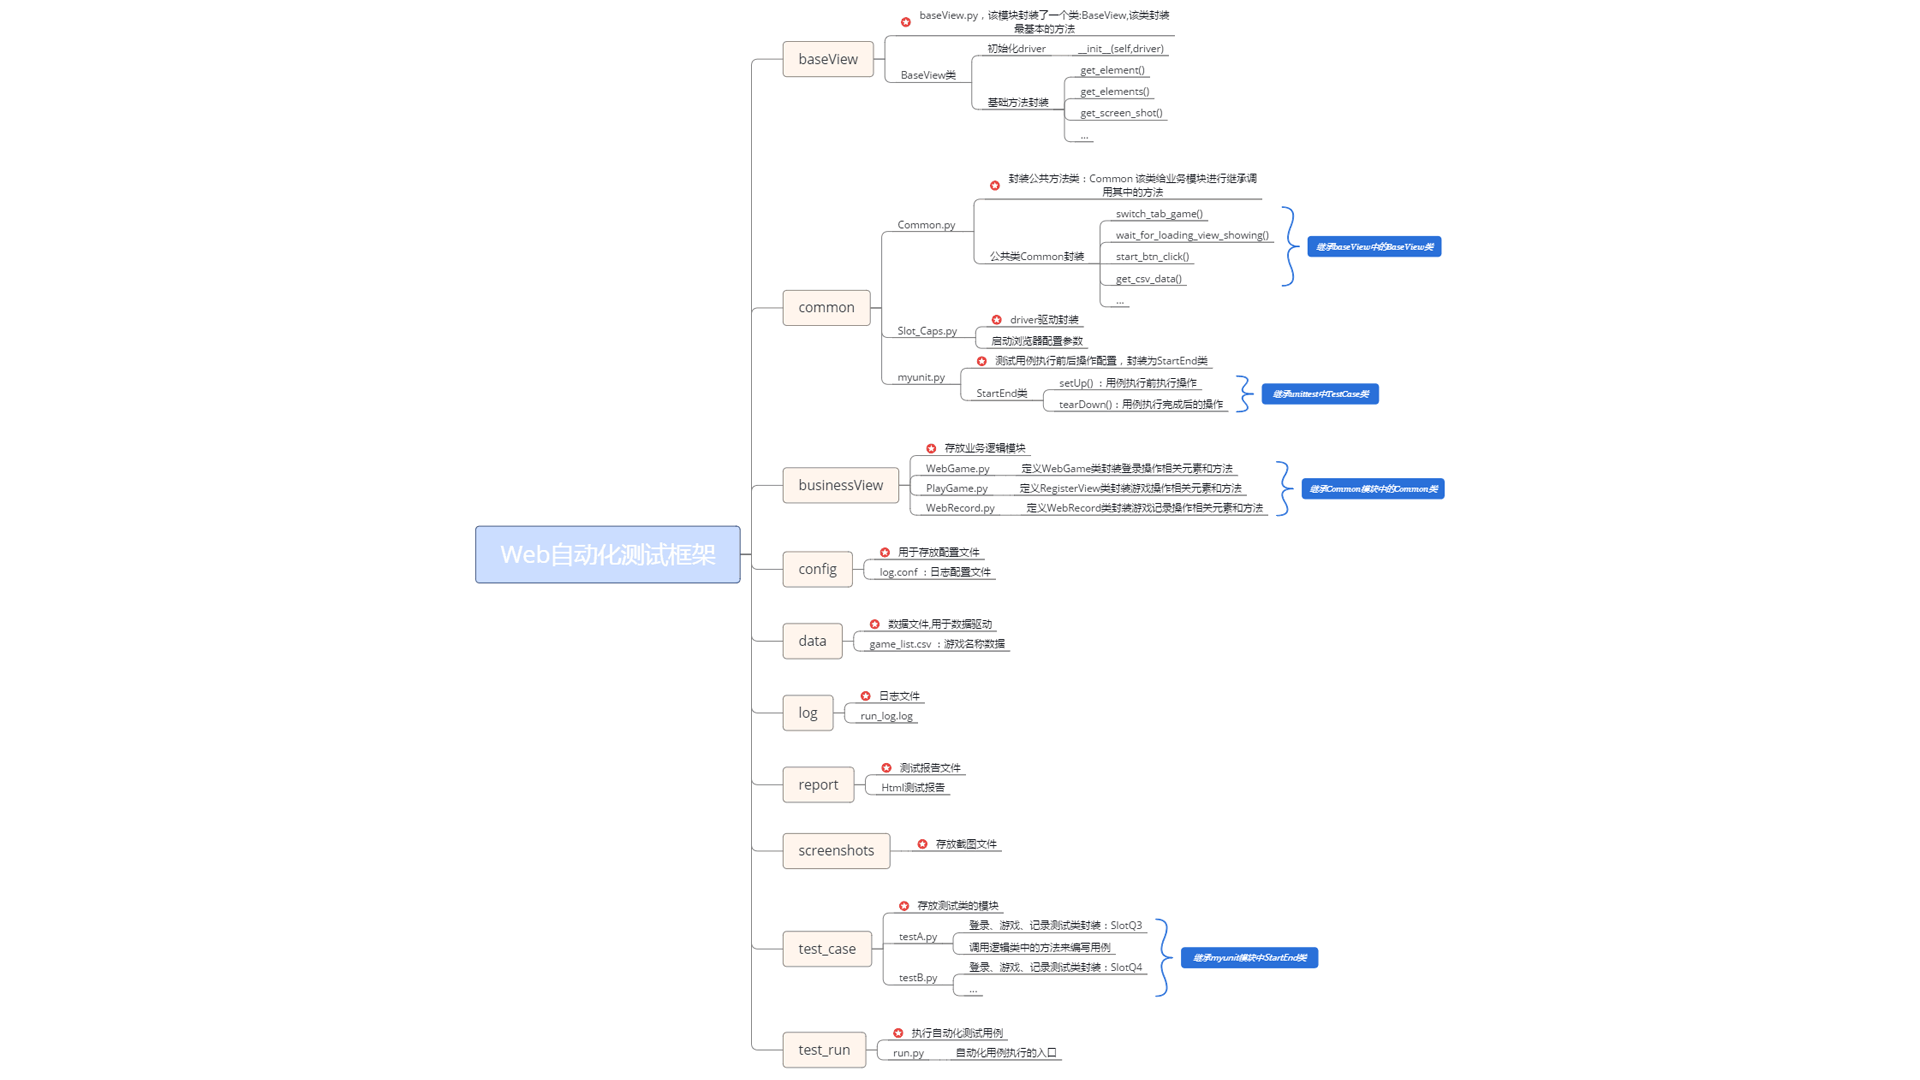 Web自动化测试框架
baseView
baseView.py，该模块封装了一个类:BaseView,该类封装
最基本的方法
BaseView类
初始化driver
__init__(self,driver)
基础方法封装
get_element()
get_elements()
get_screen_shot()
...
common
Common.py
封装公共方法类：Common 该类给业务模块进行继承调
用其中的方法
公共类Common封装
switch_tab_game()
wait_for_loading_view_showing()
start_btn_click()
get_csv_data()
...
继承baseView中的BaseView类
Slot_Caps.py
driver驱动封装
启动浏览器配置参数
myunit.py
测试用例执行前后操作配置，封装为StartEnd类
StartEnd类
setUp() ：用例执行前执行操作
tearDown()：用例执行完成后的操作
继承unittest中TestCase类
businessView
存放业务逻辑模块
WebGame.py
定义WebGame类封装登录操作相关元素和方法
PlayGame.py
定义RegisterView类封装游戏操作相关元素和方法
WebRecord.py
定义WebRecord类封装游戏记录操作相关元素和方法
继承Common模块中的Common类
config
用于存放配置文件
log.conf ：日志配置文件
data
数据文件,用于数据驱动
game_list.csv ：游戏名称数据
log
日志文件
run_log.log
report
测试报告文件
Html测试报告
screenshots
存放截图文件
test_case
存放测试类的模块
testA.py
登录、游戏、记录测试类封装：SlotQ3
调用逻辑类中的方法来编写用例
testB.py
登录、游戏、记录测试类封装：SlotQ4
...
继承myunit模块中StartEnd类
test_run
执行自动化测试用例
run.py
自动化用例执行的入口